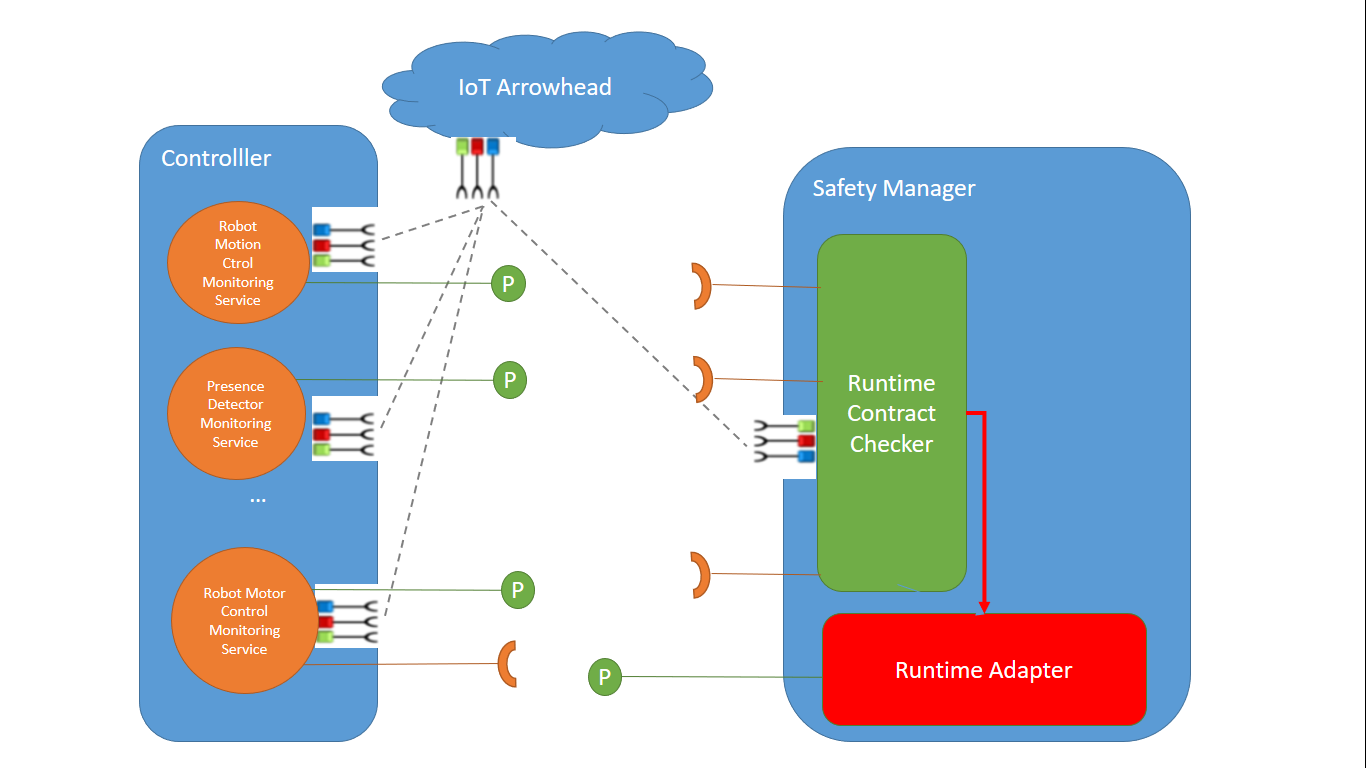 IoT Arrowhead
Controlller
Robot
Motion
Ctrol
Monitoring
Service
P
Presence
Detector
Monitoring
Service
P
...
Robot Motor
Control
Monitoring
Service
P
P
Safety Manager
Runtime
Contract
Checker
Runtime Adapter